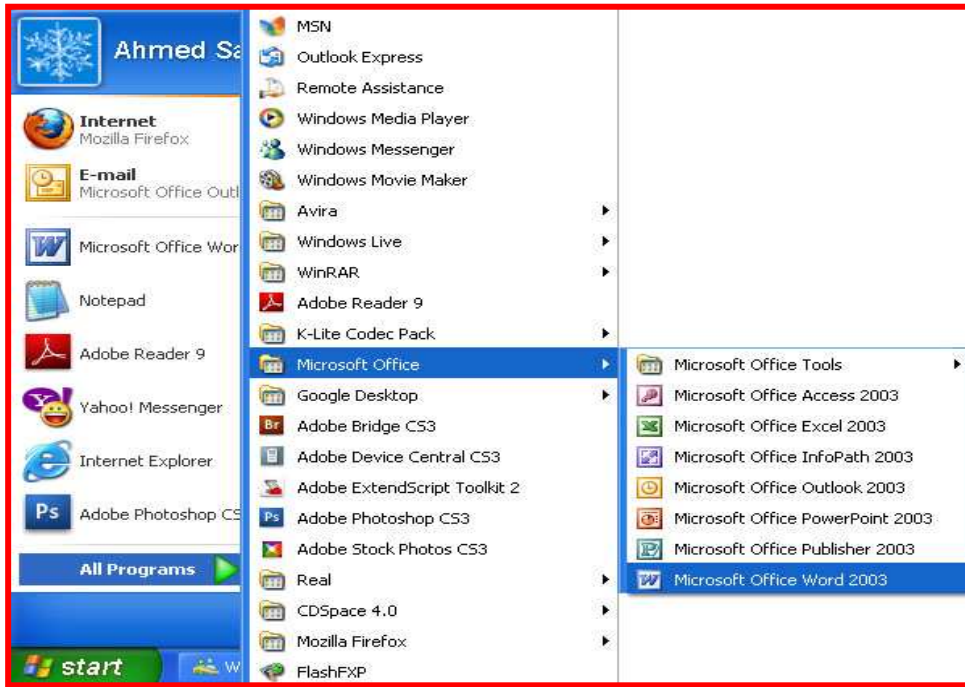 Ahmed Sa
Internet
Mozilla Firefox
E-mail
Microsoft Office Outl
Microsoft Office Wor
Notepad
Adobe Reader 9
Yahoo! Messenger
Internet Explorer
Ps
Adobe Photoshop CS
All Programs
start
W
MSN
Outlook Express
Remote Assistance
Windows Media Player
Windows Messenger
Windows Movie Maker
Avira
Windows Live
WinRAR
Adobe Reader 9
K-Lite Codec Pack
Microsoft Office
Google Desktop
Br Adobe Bridge CS3
Adobe Device Central CS3
Adobe ExtendScript Toolkit 2
Ps Adobe Photoshop CS3
Adobe Stock Photos CS3
Real
CDSpace 4.0
Mozilla Firefox
FlashFXP
Microsoft Office Tools
Microsoft Office Access 2003
Microsoft Office Excel 2003
Microsoft Office InfoPath 2003
Microsoft Office Outlook 2003
Microsoft Office PowerPoint 2003
Microsoft Office Publisher 2003
Microsoft Office Word 2003